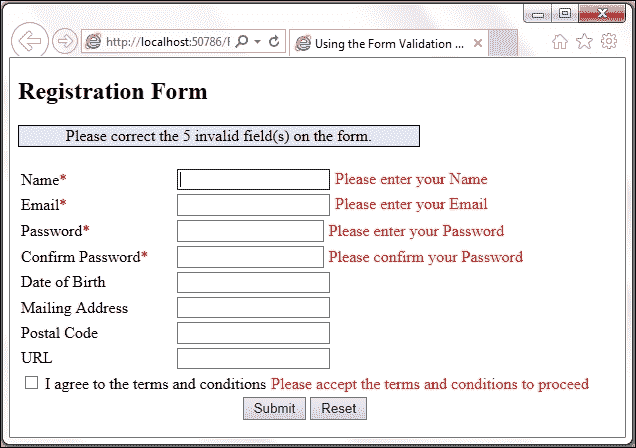 http://localhost:50786/F
Using the Form Validation ...
Registration Form
Please correct the 5 invalid field(s) on the form.
Name* Please enter your Name
Email* Please enter your Email
Password* Please enter your Password
Confirm Password* Please confirm your Password
Date of Birth
Mailing Address
Postal Code
URL
I agree to the terms and conditions Please accept the terms and conditions to proceed
Submit Reset